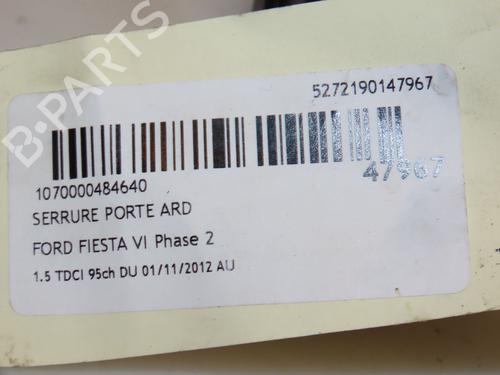 5272190147967
47967
1070000484640
SERRURE PORTE ARD
FORD FIESTA VI Phase 2
1.5 TDCI 95ch DU 01/11/2012 AU
B-PARTS